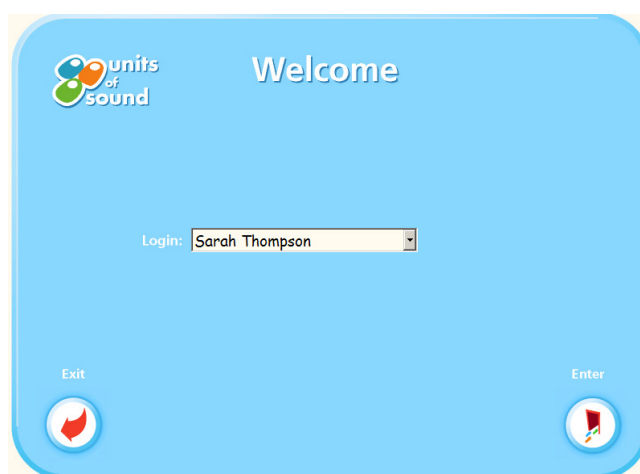 units
of
sound
Welcome
Login: Sarah Thompson
Exit
Enter